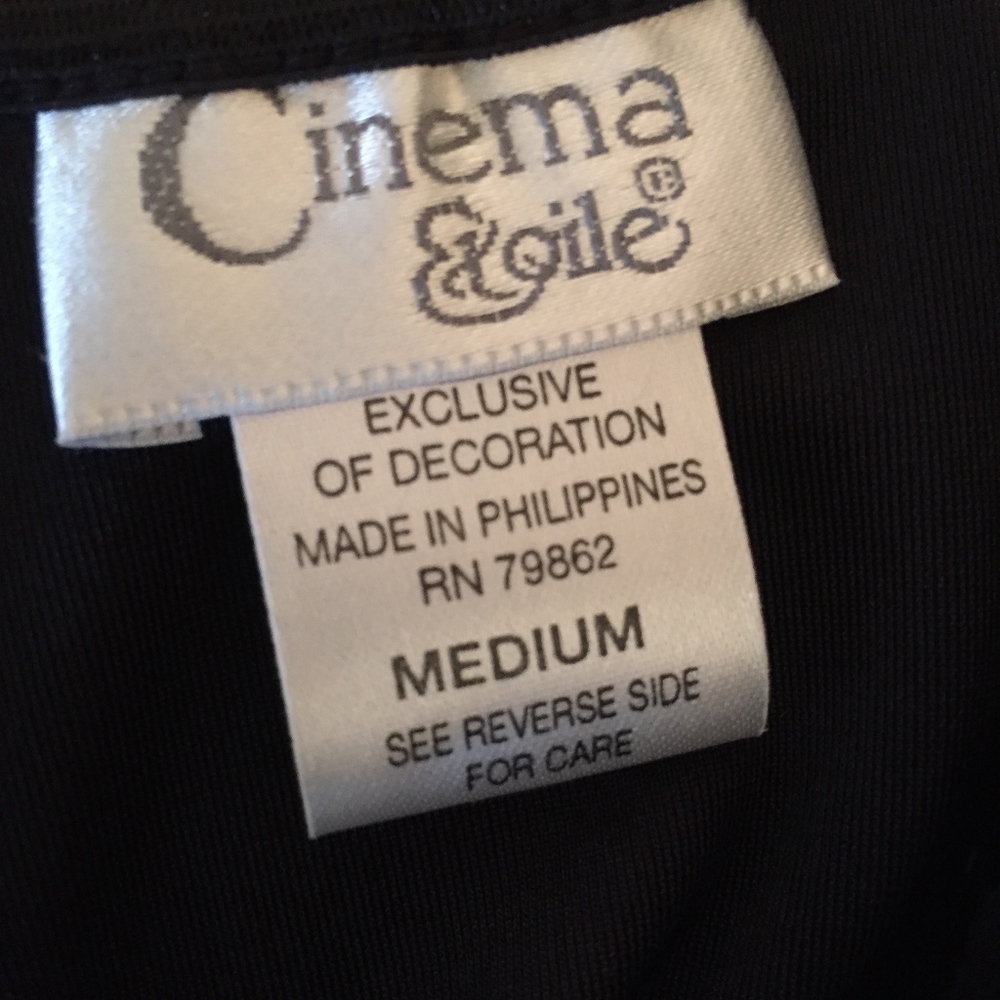 Cinema
Etoile®
EXCLUSIVE
OF DECORATION
MADE IN PHILIPPINES
RN 79862
MEDIUM
SEE REVERSE SIDE
FOR CARE